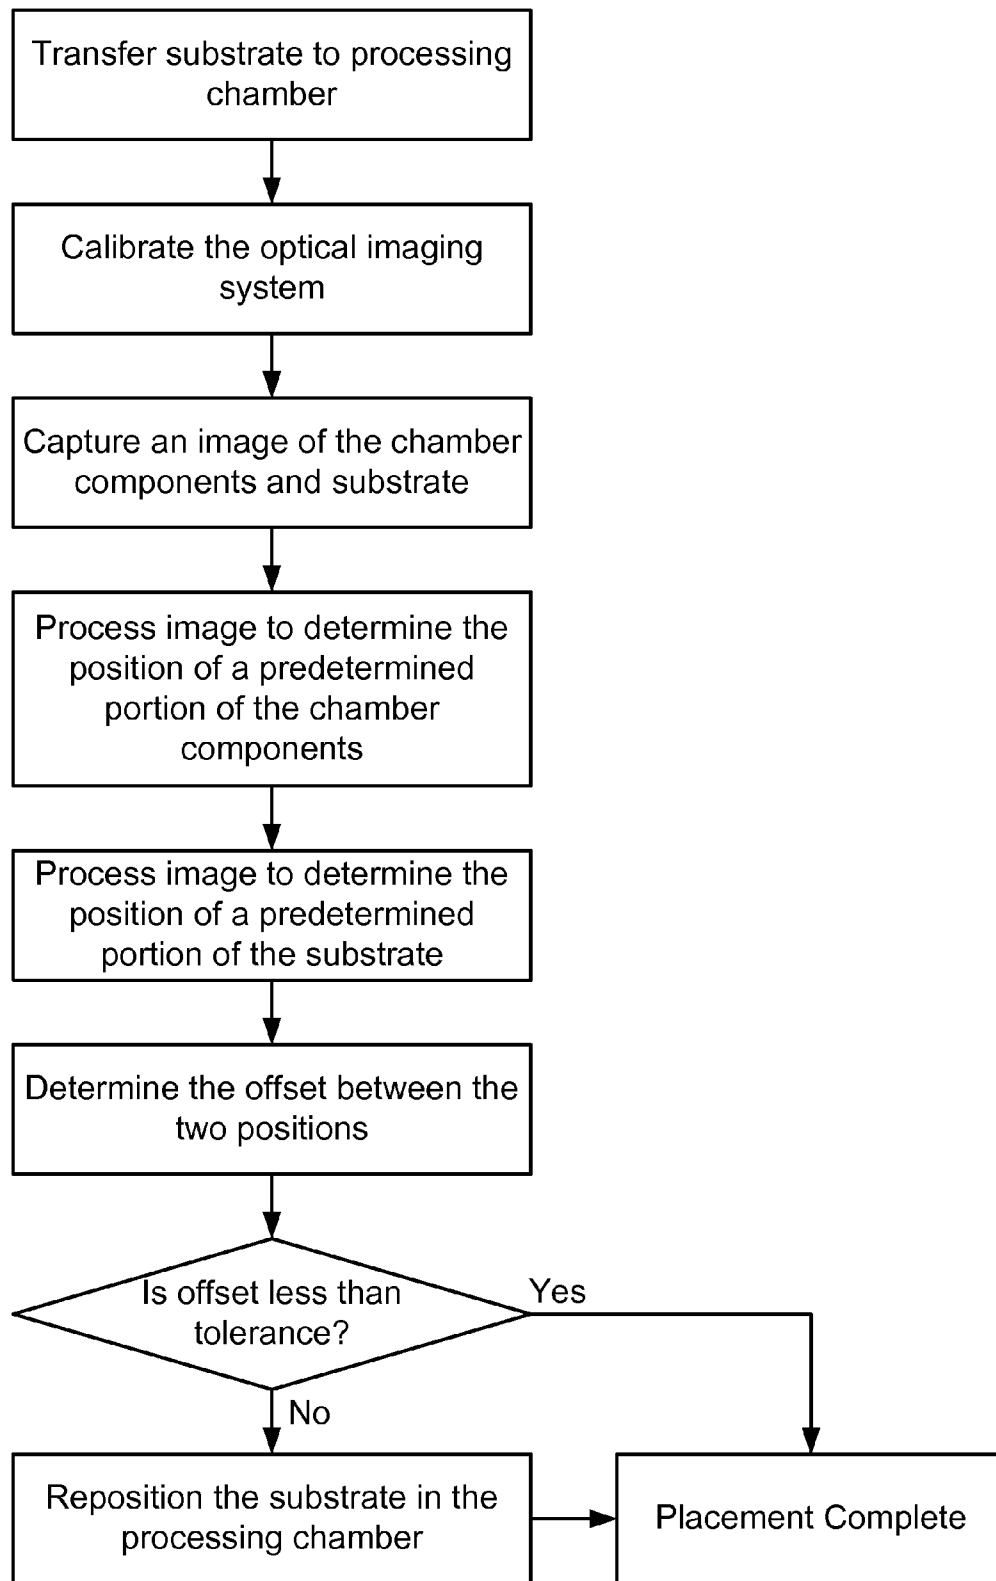 Transfer substrate to processing
chamber
Calibrate the optical imaging
system
Capture an image of the chamber
components and substrate
Process image to determine the
position of a predetermined
portion of the chamber
components
Process image to determine the
position of a predetermined
portion of the substrate
Determine the offset between the
two positions
Is offset less than
tolerance?
Yes
No
Reposition the substrate in the
processing chamber
Placement Complete